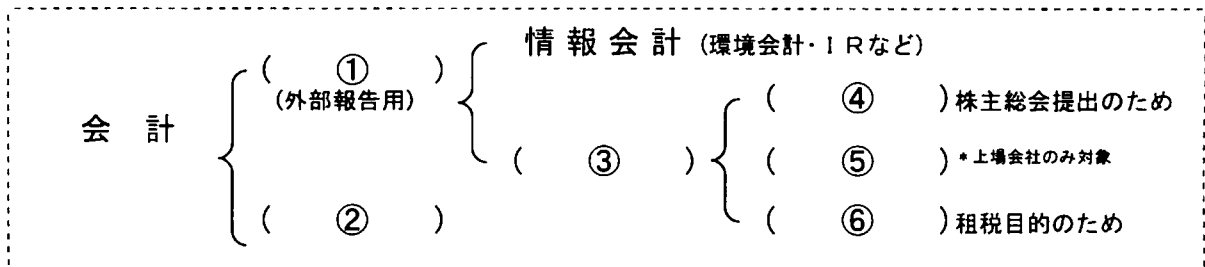 情報会計 (環境会計・IRなど)
( ① )
(外部報告用)
( ④ ) 株主総会提出のため
会 計
( ③ )
( ⑤ ) *上場会社のみ対象
( ② )
( ⑥ ) 租税目的のため